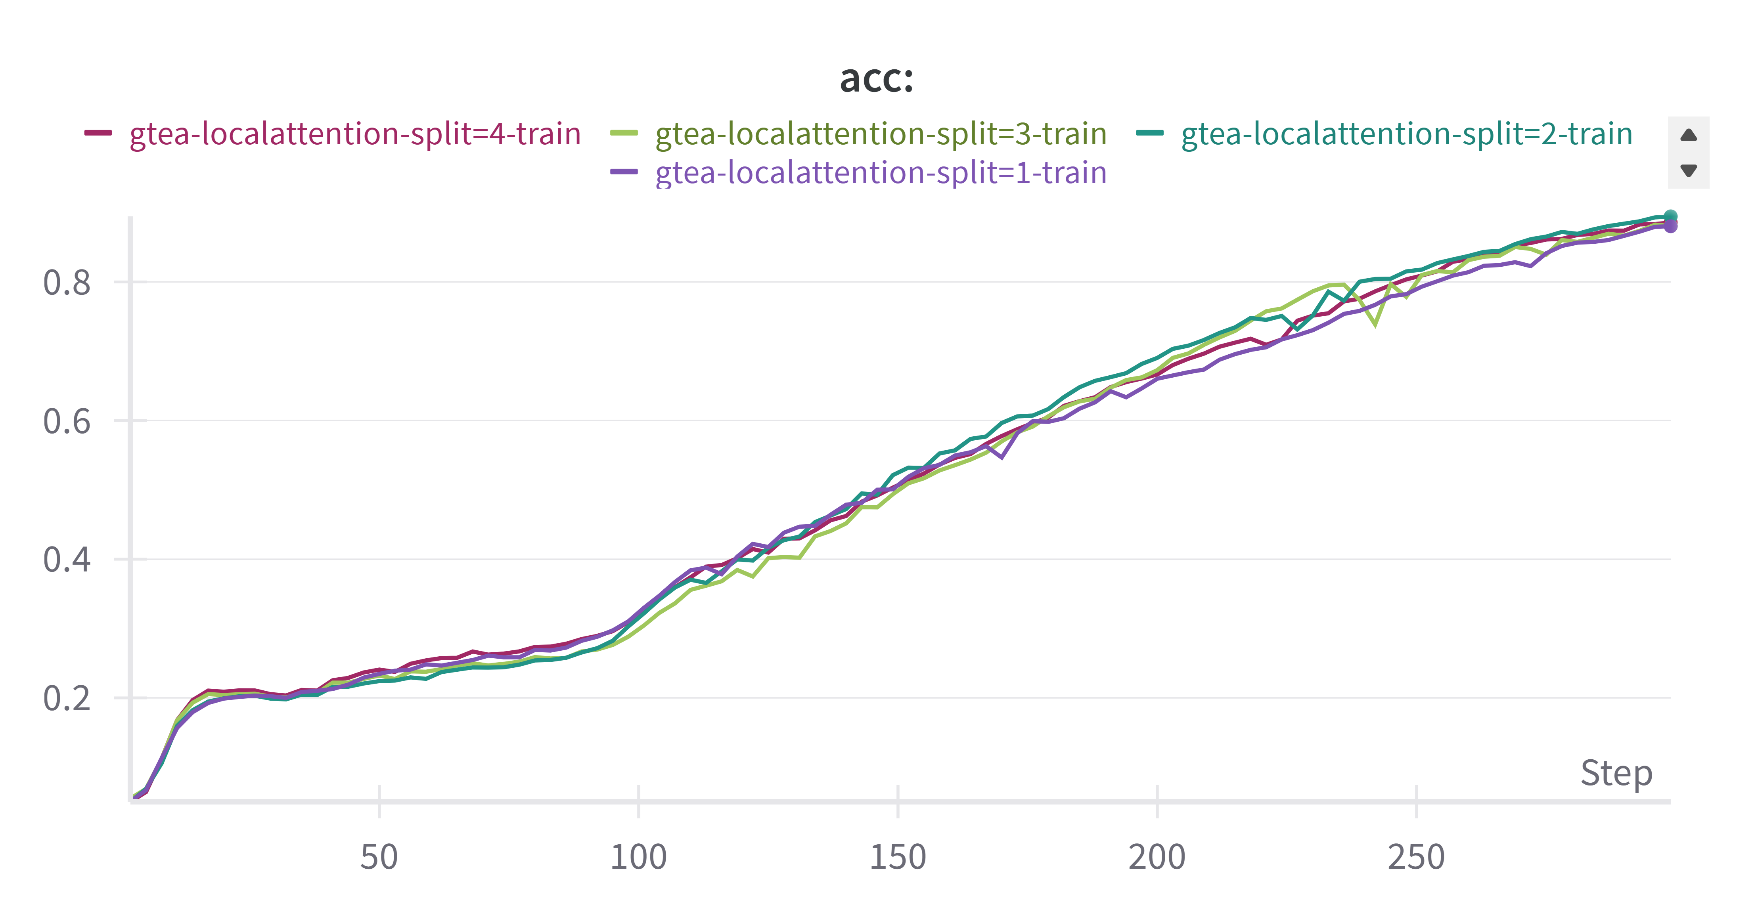 acc:
gtea-localattention-split=4-train gtea-localattention-split=3-train gtea-localattention-split=2-train
gtea-localattention-split=1-train
0.8
0.6
0.4
0.2
Step
50 100 150 200 250